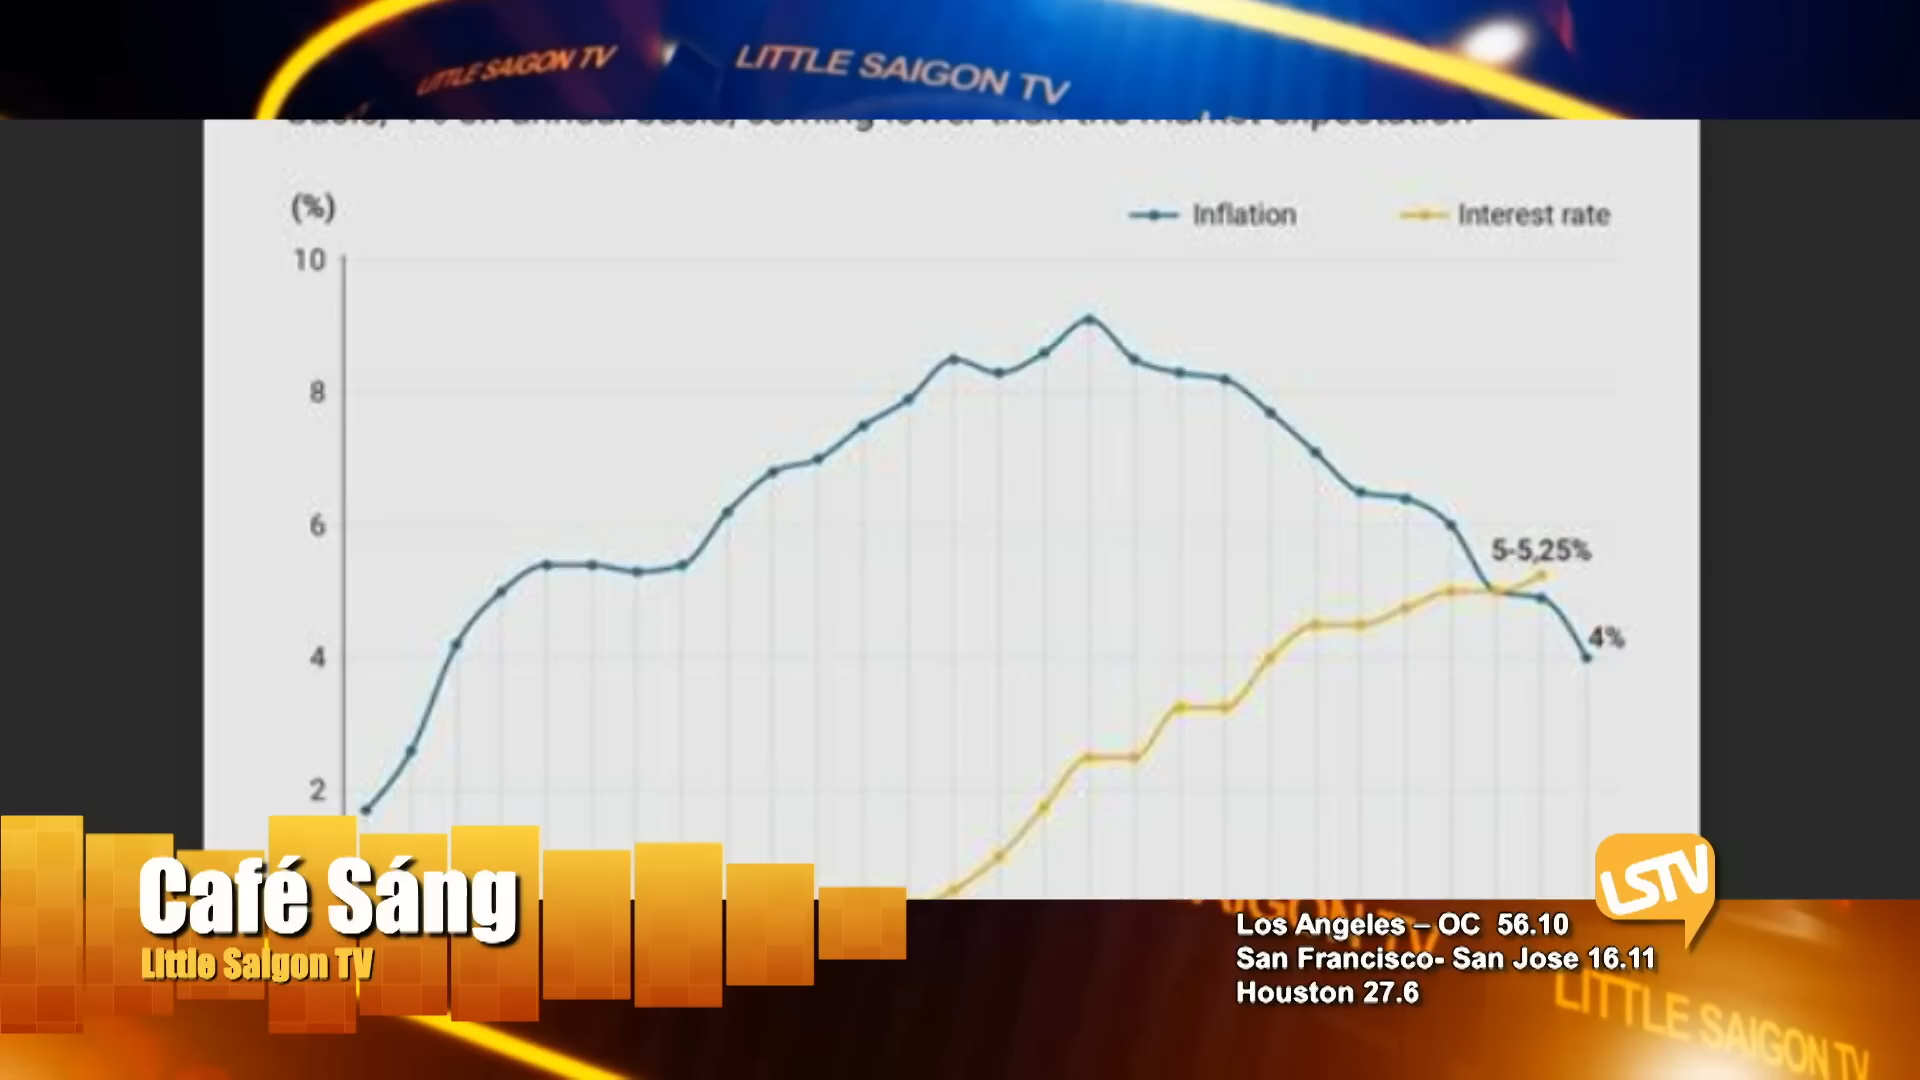 LITTLE SAIGON TV
LITTLE SAIGON TV
(%)
Inflation
Interest rate
10
8
6
5-5,25%
4%
4
2
Café Sáng
Little Saigon TV
LSTV
Los Angeles – OC 56.10
San Francisco- San Jose 16.11
Houston 27.6
LITTLE SAIGON TV